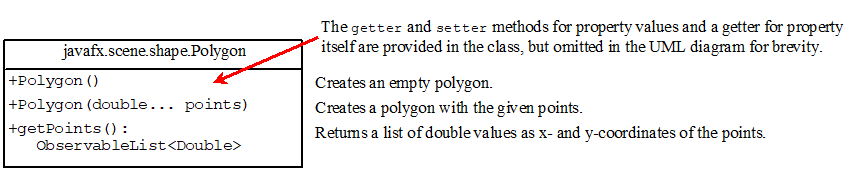 The getter and setter methods for property values and a getter for property
itself are provided in the class, but omitted in the UML diagram for brevity.
javafx.scene.shape.Polygon
+Polygon()
Creates an empty polygon.
+Polygon(double... points)
Creates a polygon with the given points.
+getPoints():
Returns a list of double values as x- and y-coordinates of the points.
ObservableList<Double>